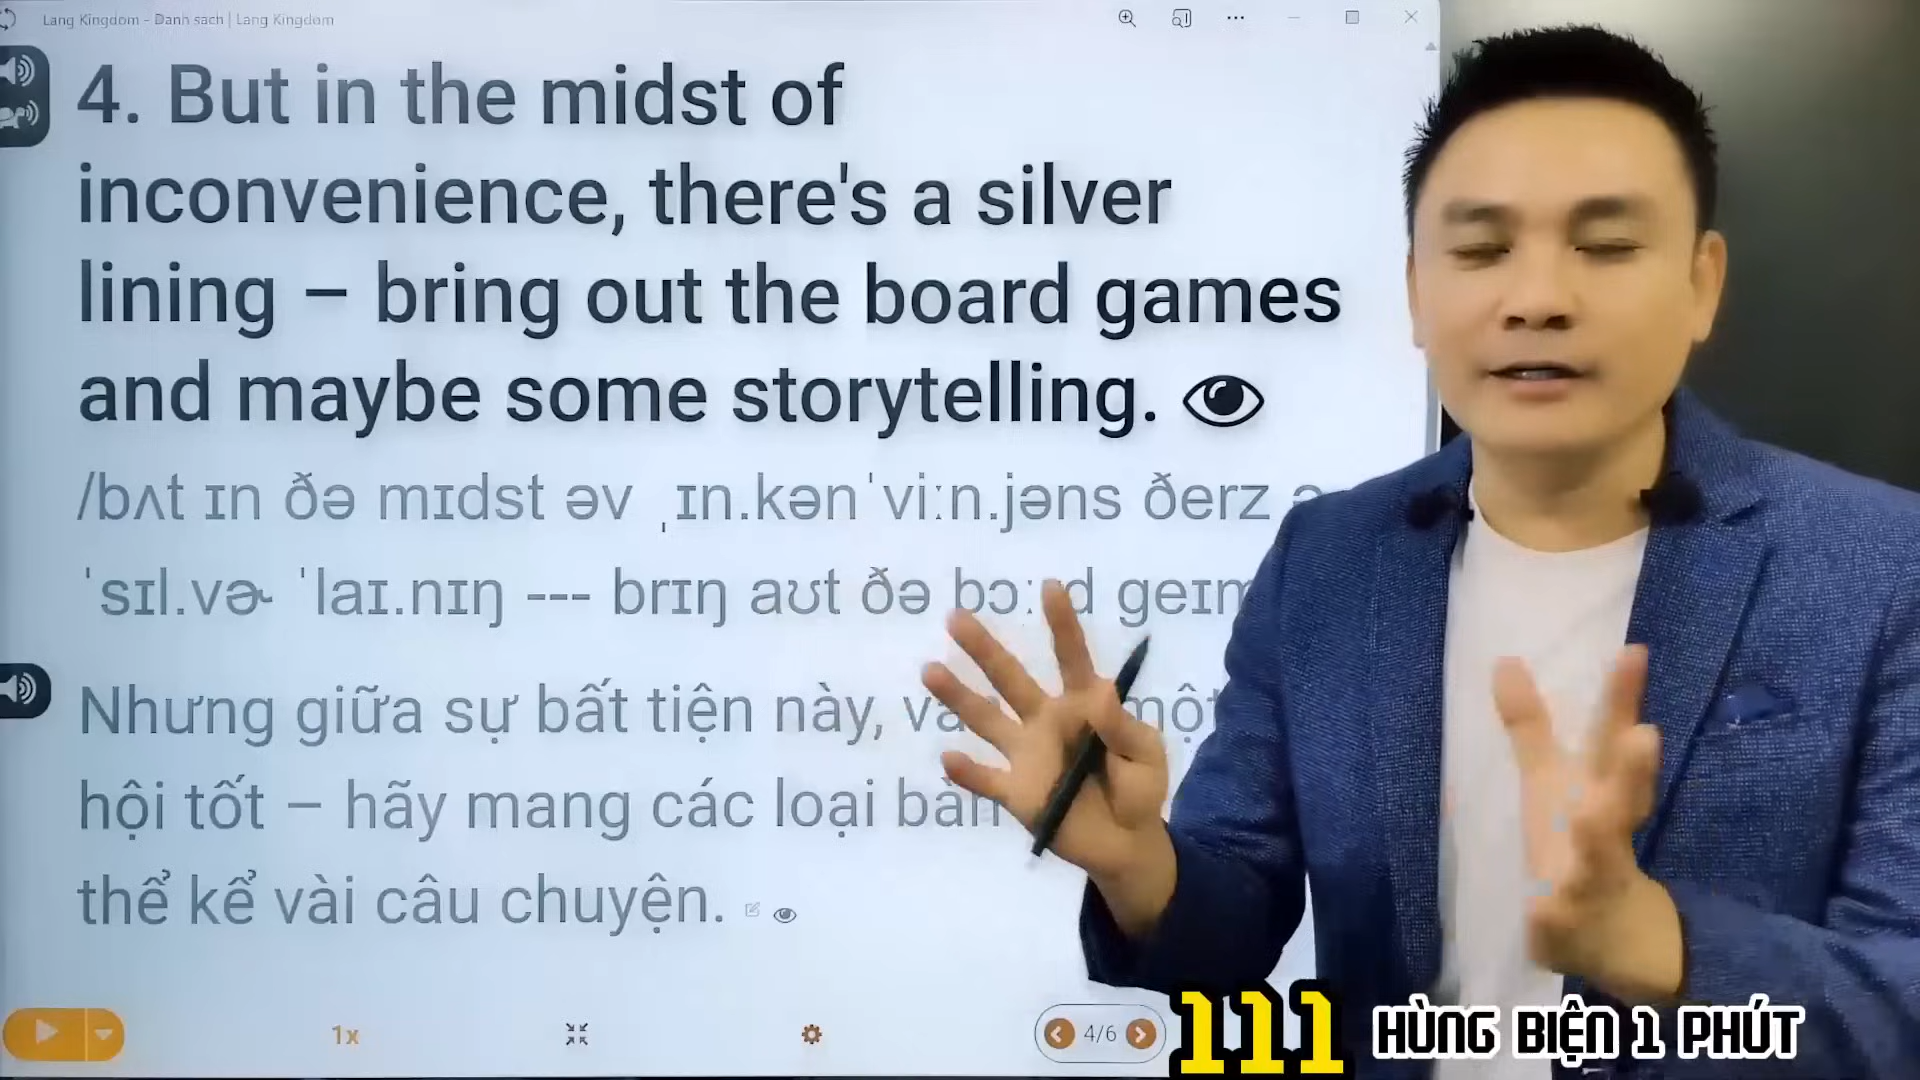 Lang Kingdom - Danh sach | Lang Kingdom
4. But in the midst of
inconvenience, there's a silver
lining – bring out the board games
and maybe some storytelling.
/bʌt ɪn ðə mɪdst əv ˌɪn.kənˈviːn.jəns ðerz
ˈsɪl.vɚ ˈlaɪ.nɪŋ --- brɪŋ aʊt ðə
Nhưng giữa sự bất tiện này, một
hội tốt – hãy mang các loại bàn
thể kể vài câu chuyện.
1x
4/6
111 HÙNG BIỆN 1 PHÚT